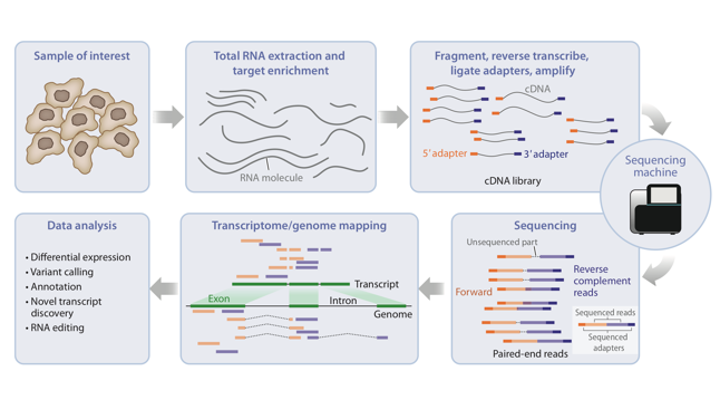 Sample of interest
Total RNA extraction and
target enrichment
RNA molecule
Fragment, reverse transcribe,
ligate adapters, amplify
cDNA
5' adapter
3' adapter
cDNA library
Sequencing
machine
Sequencing
Unsequenced part
Forward
Reverse
complement
reads
Sequenced reads
Sequenced
adapters
Paired-end reads
Transcriptome/genome mapping
Transcript
Exon
Intron
Genome
Data analysis
• Differential expression
• Variant calling
• Annotation
• Novel transcript
discovery
• RNA editing